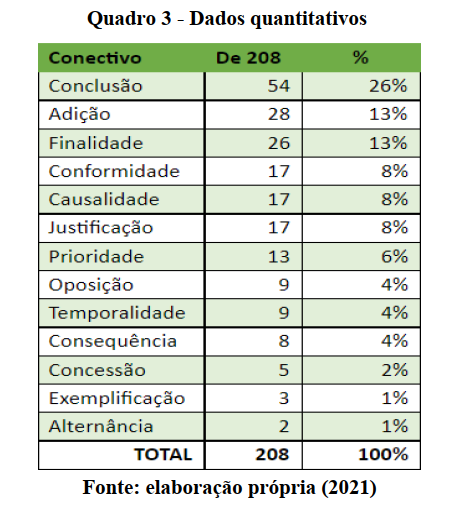 Quadro 3 - Dados quantitativos
Conectivo De 208 %
Conclusão 54 26%
Adição 28 13%
Finalidade 26 13%
Conformidade 17 8%
Causalidade 17 8%
Justificação 17 8%
Prioridade 13 6%
Oposição 9 4%
Temporalidade 9 4%
Consequência 8 4%
Concessão 5 2%
Exemplificação 3 1%
Alternância 2 1%
TOTAL 208 100%
Fonte: elaboração própria (2021)